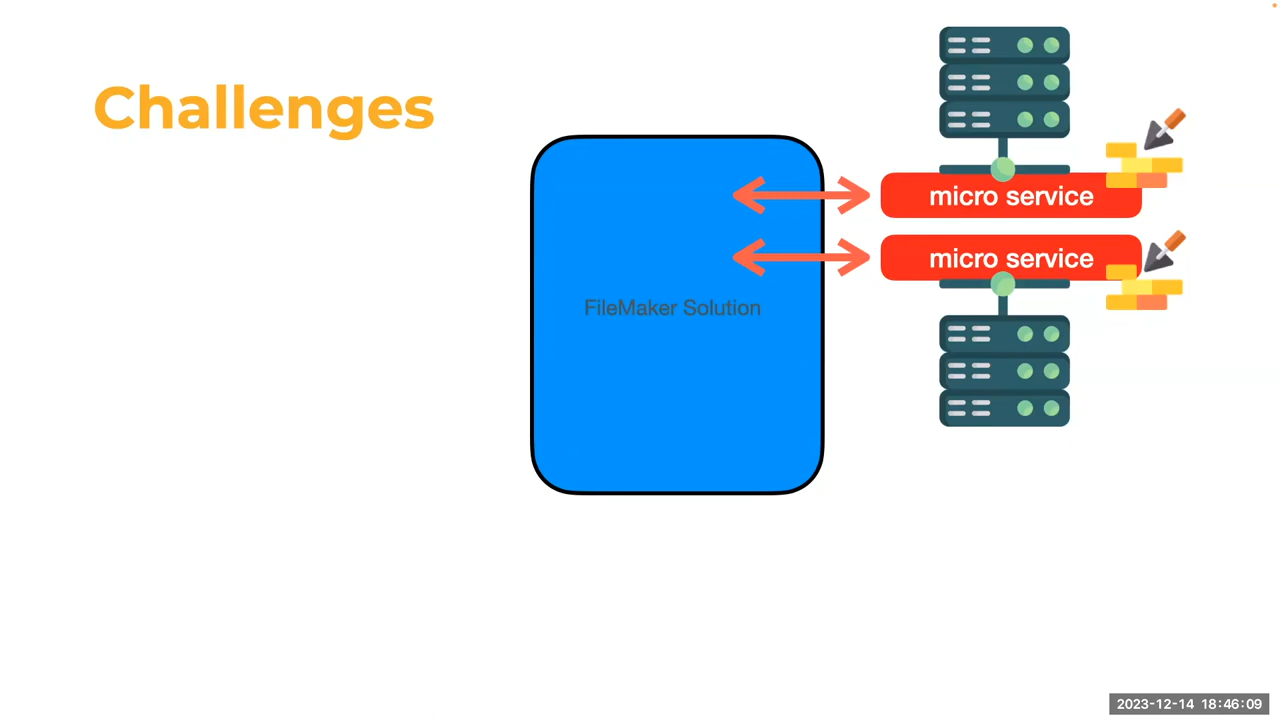 Challenges
micro service
micro service
FileMaker Solution
2023-12-14 18:46:09